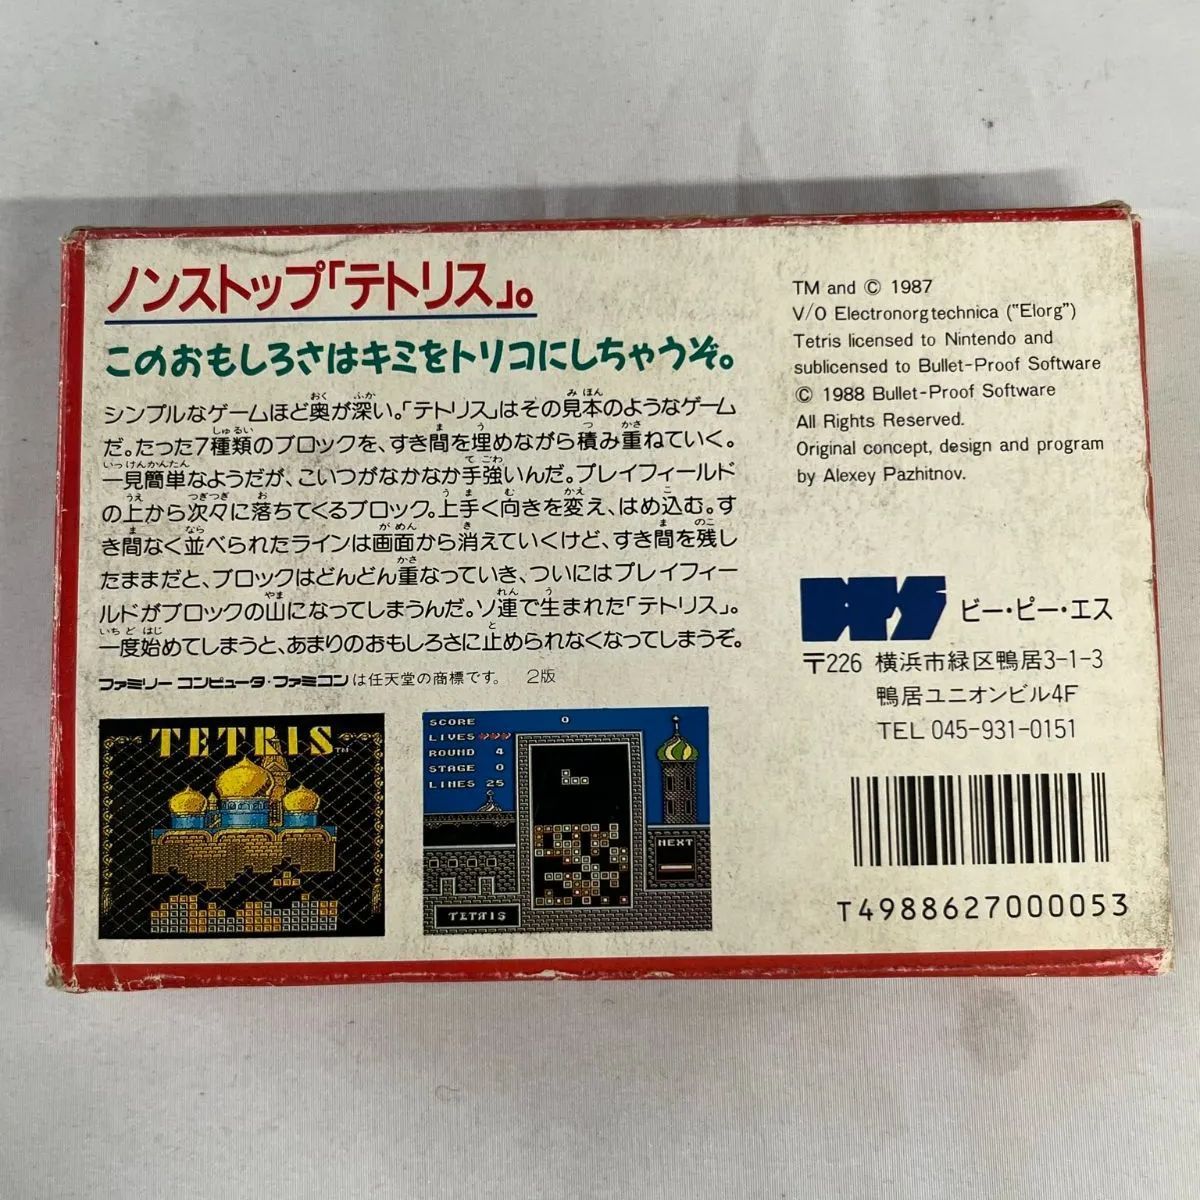 ノンストップ「テトリス」。
このおもしろさはキミをトリコにしちゃうぞ。
シンプルなゲームほど奥が深い。「テトリス」はその見本のようなゲーム
だ。たった7種類のブロックを、すき間を埋めながら積み重ねていく。
一見簡単なようだが、こいつがなかなか手強いんだ。プレイフィールド
の上から次々に落ちてくるブロック。上手く向きを変え、はめ込む。す
き間なく並べられたラインは画面から消えていくけど、すき間を残し
たままだと、ブロックはどんどん重なっていき、ついにはプレイフィー
ルドがブロックの山になってしまうんだ。ソ連で生まれた「テトリス」。
一度始めてしまうと、あまりのおもしろさに止められなくなってしまうぞ。
ファミリーコンピュータ・ファミコンは任天堂の商標です。 2版
TETRIS TM
SCORE 0
LIVES
ROUND 4
STAGE 0
LINES 25
NEXT
TETRIS
TM and © 1987
V/O Electronorgtechnica ("Elorg")
Tetris licensed to Nintendo and
sublicensed to Bullet-Proof Software
© 1988 Bullet-Proof Software
All Rights Reserved.
Original concept, design and program
by Alexey Pazhitnov.
BPS ビー・ピー・エス
〒226 横浜市緑区鴨居3-1-3
鴨居ユニオンビル4F
TEL 045-931-0151
T4988627000053